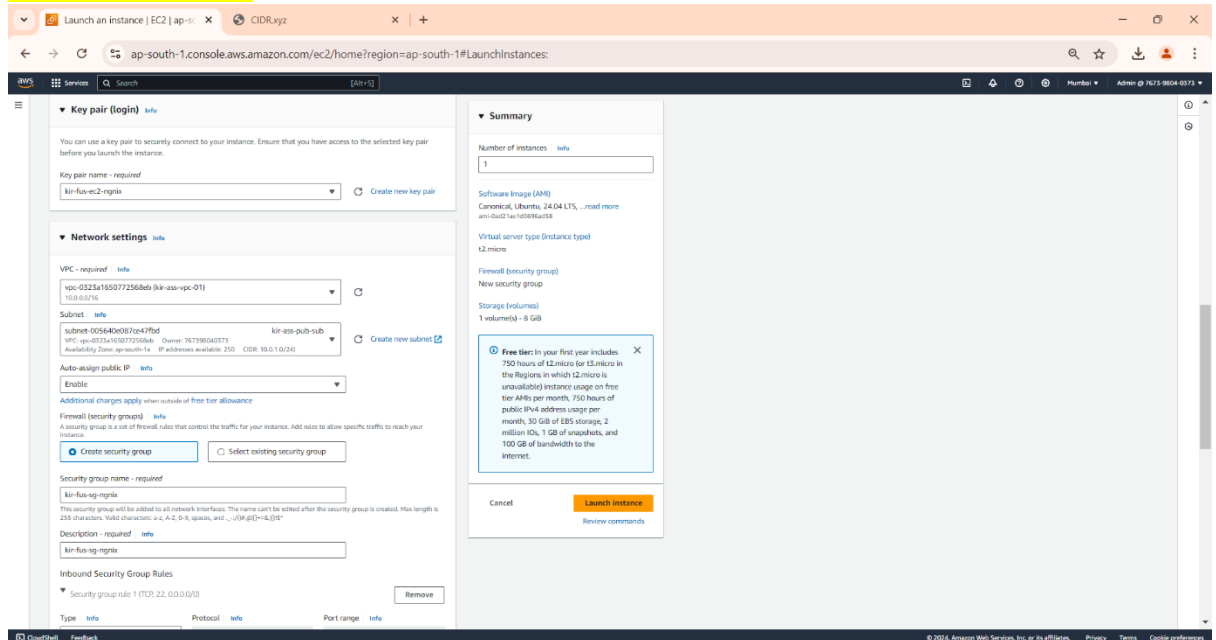 Launch an instance | EC2 | ap-so
CIDR.xyz
ap-south-1.console.aws.amazon.com/ec2/home?region=ap-south-1#LaunchInstances:
aws
Services
Search
[Alt+S]
Mumbai
Admin @ 7673-9804-0373
Key pair (login) Info
You can use a key pair to securely connect to your instance. Ensure that you have access to the selected key pair
before you launch the instance.
Key pair name - required
kir-fus-ec2-ngnix
Create new key pair
Network settings Info
VPC - required Info
vpc-0323a1650772568eb (kir-ass-vpc-01)
10.0.0.0/16
Subnet Info
subnet-005640e087ce47fbd kir-ass-pub-sub
VPC: vpc-0323a1650772568eb Owner: 767398040373
Availability Zone: ap-south-1a IP addresses available: 250 CIDR: 10.0.1.0/24)
Create new subnet
Auto-assign public IP Info
Enable
Additional charges apply when outside of free tier allowance
Firewall (security groups) Info
A security group is a set of firewall rules that control the traffic for your instance. Add rules to allow specific traffic to reach your
instance.
Create security group
Select existing security group
Security group name - required
kir-fus-sg-ngnix
This security group will be added to all network interfaces. The name can't be edited after the security group is created. Max length is
255 characters. Valid characters: a-z, A-Z, 0-9, spaces, and ._-:/()#,@[]+=&;{}!$*
Description - required Info
kir-fus-sg-ngnix
Inbound Security Group Rules
Security group rule 1 (TCP, 22, 0.0.0.0/0)
Remove
Type Info
Protocol Info
Port range Info
Summary
Number of instances Info
1
Software Image (AMI)
Canonical, Ubuntu, 24.04 LTS, ...read more
ami-0ad21ae1d0696ad58
Virtual server type (instance type)
t2.micro
Firewall (security group)
New security group
Storage (volumes)
1 volume(s) - 8 GiB
Free tier: In your first year includes
750 hours of t2.micro (or t3.micro in
the Regions in which t2.micro is
unavailable) instance usage on free
tier AMIs per month, 750 hours of
public IPv4 address usage per
month, 30 GiB of EBS storage, 2
million IOs, 1 GB of snapshots, and
100 GB of bandwidth to the
internet.
Cancel
Launch instance
Review commands
CloudShell
Feedback
© 2024, Amazon Web Services, Inc. or its affiliates.
Privacy
Terms
Cookie preferences